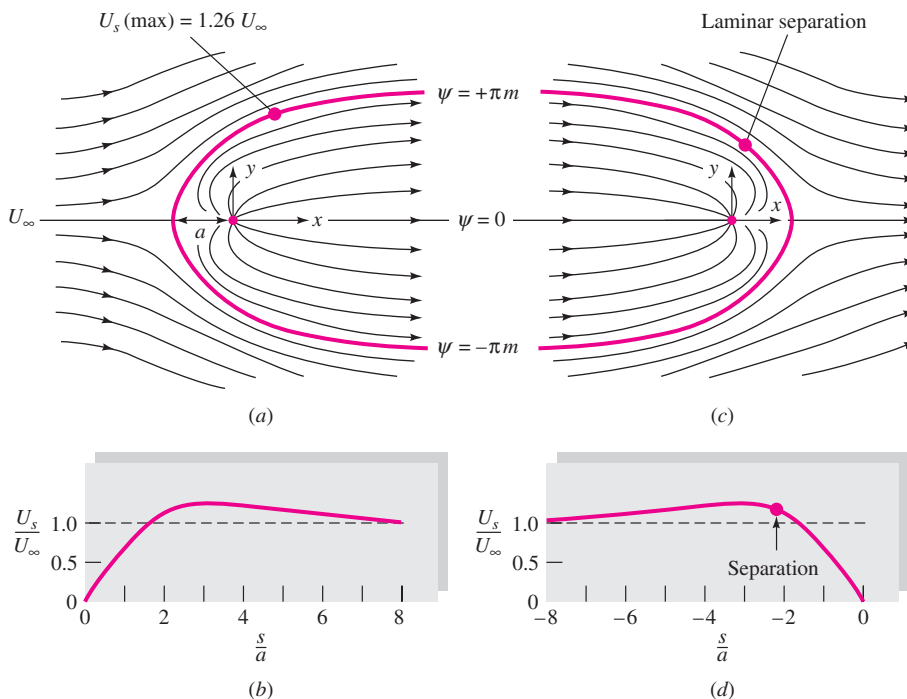 U_s (max) = 1.26 U_∞
Laminar separation
ψ = +πm
y
y
U_∞
a
x
ψ = 0
x
ψ = −πm
(a)
(c)
U_s/U_∞
1.0
0.5
0
0 2 4 6 8
s/a
(b)
U_s/U_∞
1.0
0.5
0
Separation
−8 −6 −4 −2 0
s/a
(d)